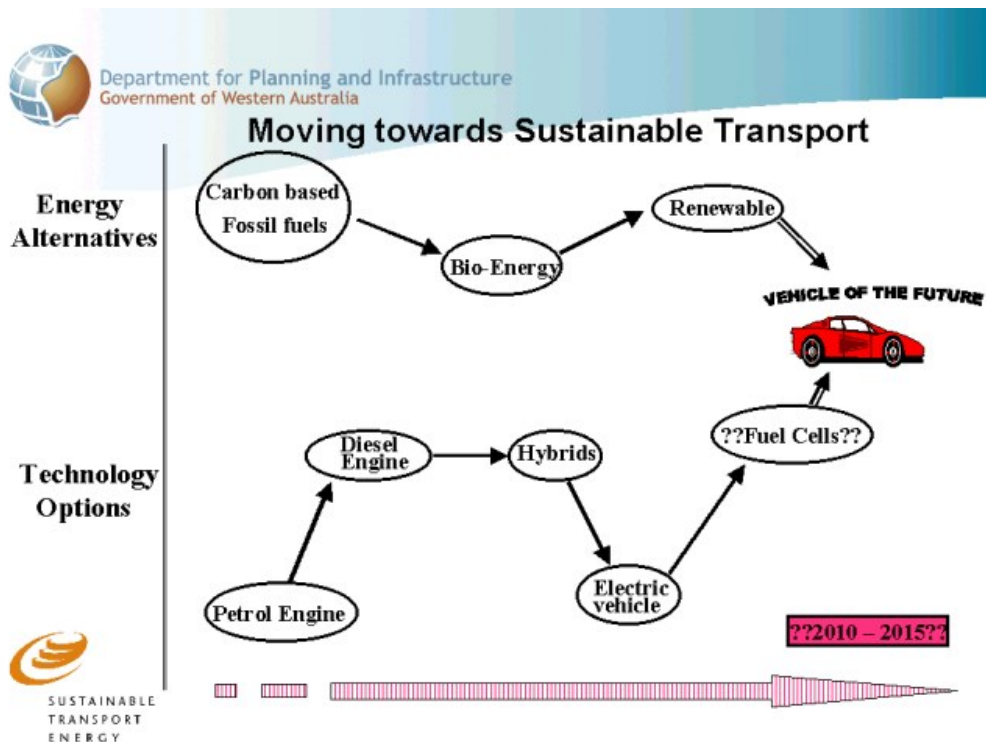 Department for Planning and Infrastructure
Government of Western Australia
Moving towards Sustainable Transport
Energy
Alternatives
Carbon based
Fossil fuels
Bio-Energy
Renewable
VEHICLE OF THE FUTURE
Technology
Options
Petrol Engine
Diesel
Engine
Hybrids
Electric
vehicle
??Fuel Cells??
??2010 – 2015??
SUSTAINABLE
TRANSPORT
ENERGY